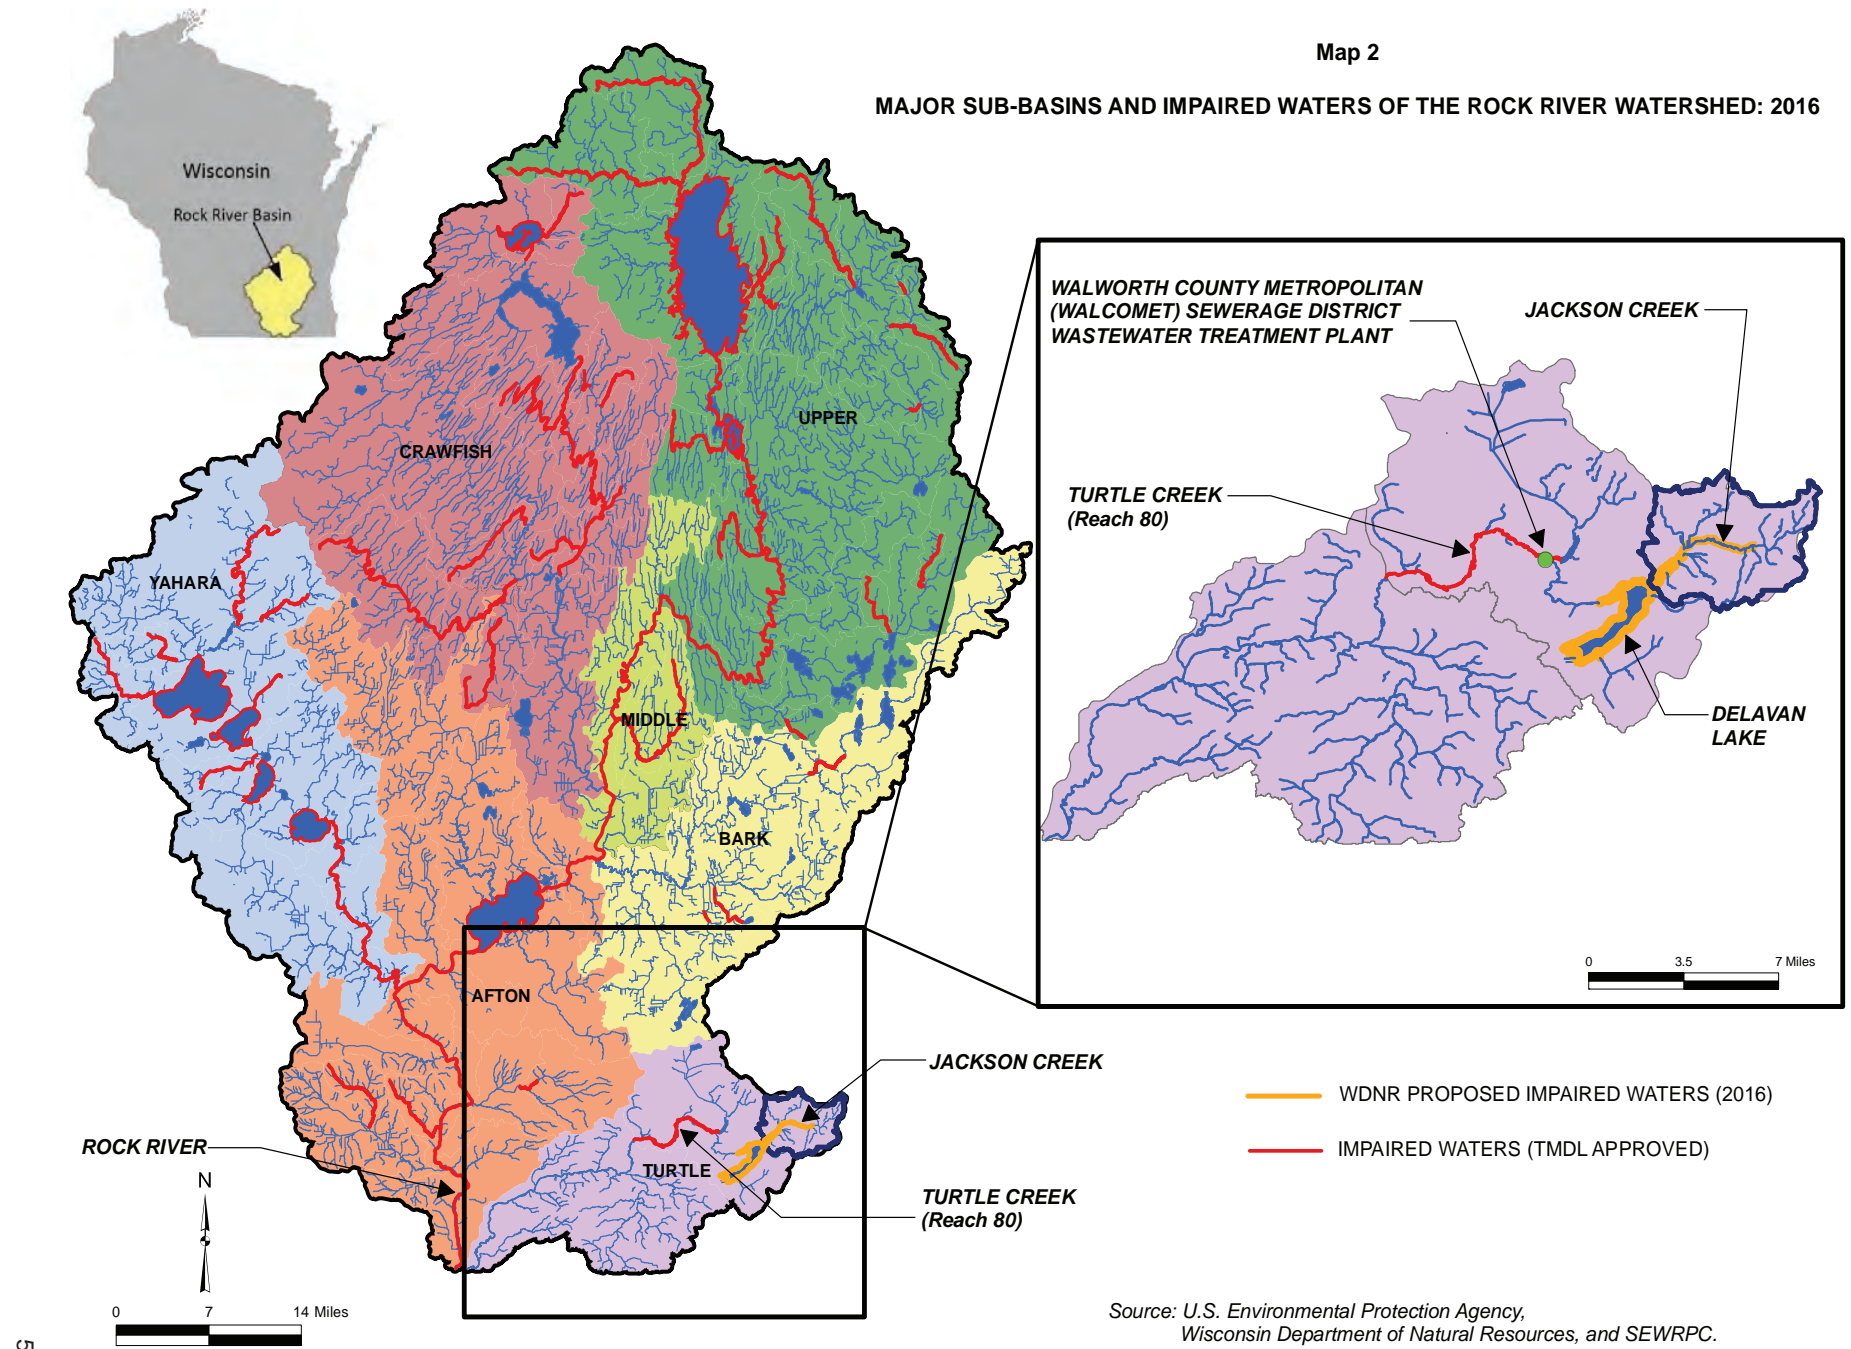 Map 2
MAJOR SUB-BASINS AND IMPAIRED WATERS OF THE ROCK RIVER WATERSHED: 2016
Wisconsin
Rock River Basin
UPPER
CRAWFISH
YAHARA
MIDDLE
BARK
AFTON
TURTLE
ROCK RIVER
N
0 7 14 Miles
JACKSON CREEK
TURTLE CREEK
(Reach 80)
WALWORTH COUNTY METROPOLITAN
(WALCOMET) SEWERAGE DISTRICT
WASTEWATER TREATMENT PLANT
JACKSON CREEK
TURTLE CREEK
(Reach 80)
DELAVAN
LAKE
0 3.5 7 Miles
WDNR PROPOSED IMPAIRED WATERS (2016)
IMPAIRED WATERS (TMDL APPROVED)
Source: U.S. Environmental Protection Agency,
Wisconsin Department of Natural Resources, and SEWRPC.
5